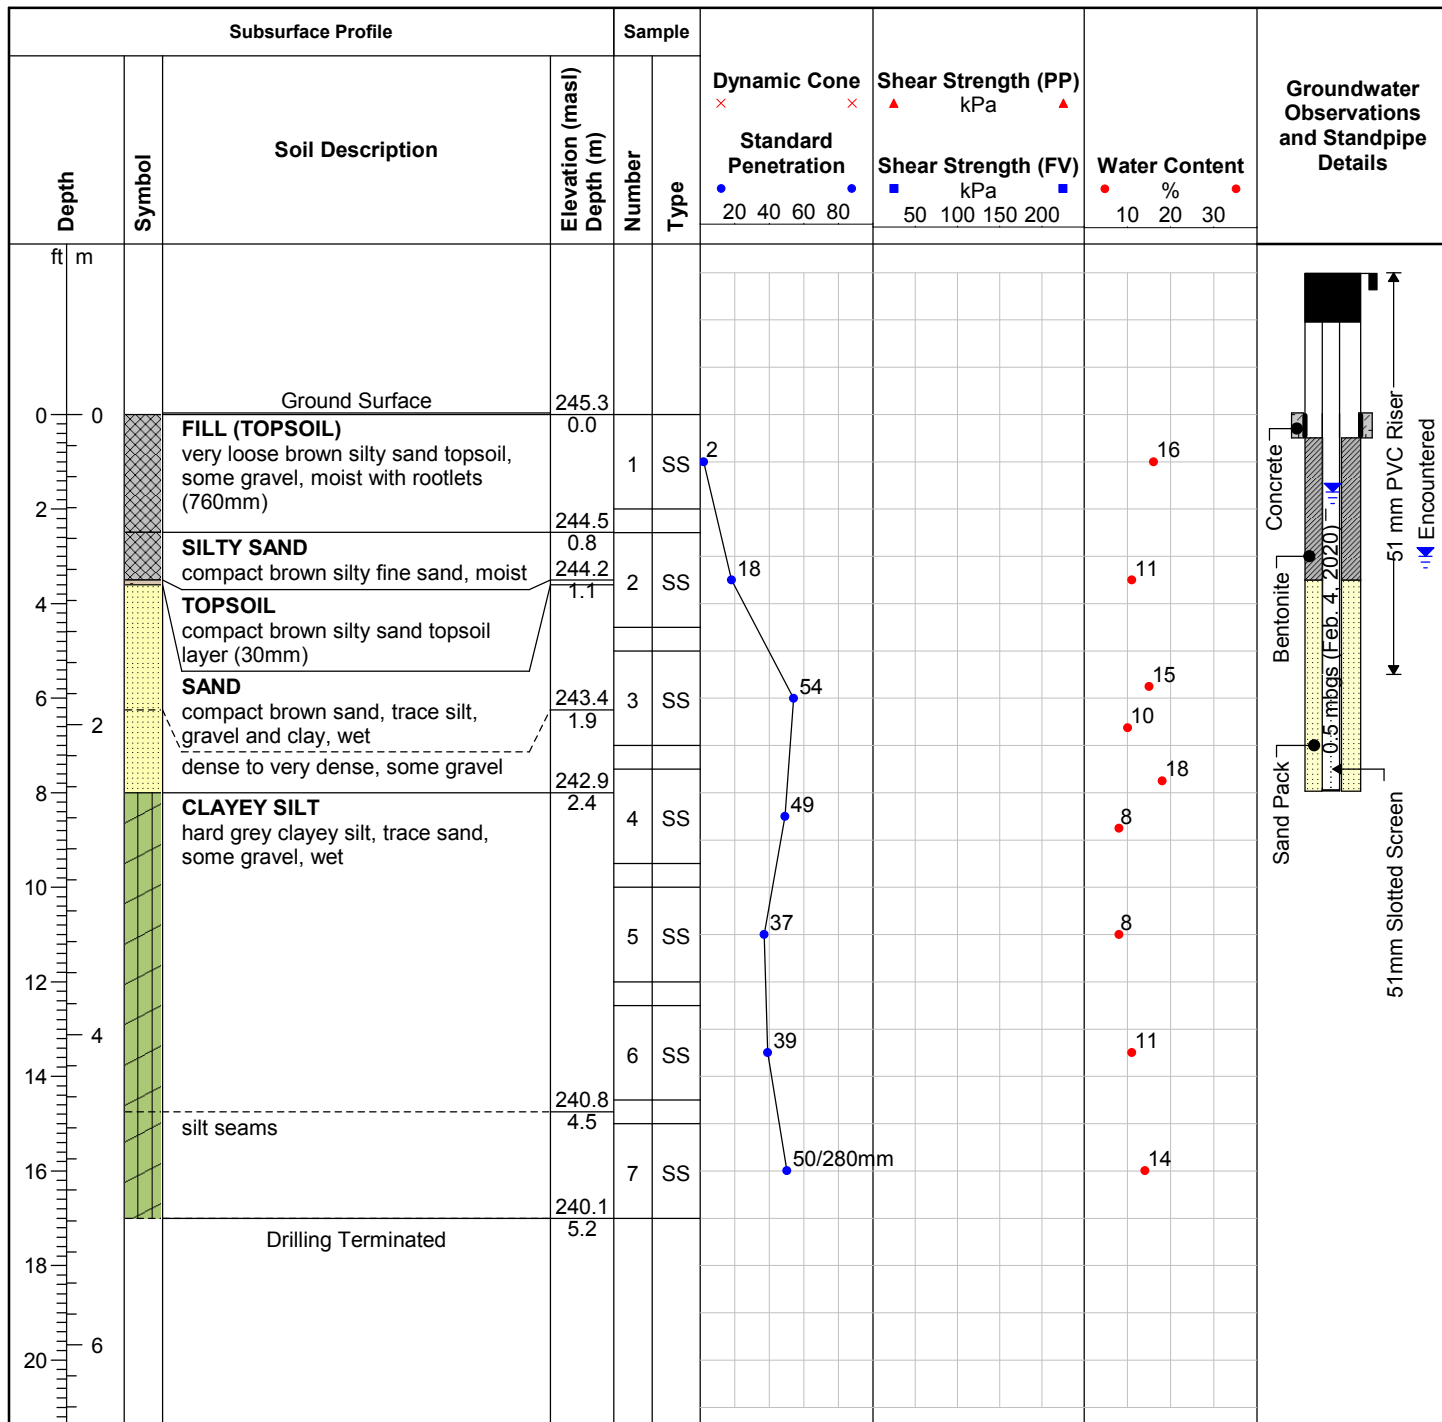 Subsurface Profile
Sample
Depth
Symbol
Soil Description
Elevation (masl)
Depth (m)
Number
Type
Dynamic Cone
Standard
Penetration
20 40 60 80
Shear Strength (PP)
kPa
Shear Strength (FV)
kPa
50 100 150 200
Water Content
%
10 20 30
Groundwater
Observations
and Standpipe
Details
ft m
Ground Surface
245.3
0 0
0.0
FILL (TOPSOIL)
very loose brown silty sand topsoil,
some gravel, moist with rootlets
(760mm)
1 SS
2
16
2
244.5
0.8
SILTY SAND
compact brown silty fine sand, moist
244.2
1.1
2 SS
18
11
4
TOPSOIL
compact brown silty sand topsoil
layer (30mm)
SAND
compact brown sand, trace silt,
gravel and clay, wet
6
2
243.4
1.9
3 SS
54
15
10
dense to very dense, some gravel
242.9
2.4
18
8
CLAYEY SILT
hard grey clayey silt, trace sand,
some gravel, wet
4 SS
49
8
10
5 SS
37
8
12
4
6 SS
39
11
14
240.8
4.5
silt seams
16
7 SS
50/280mm
14
240.1
5.2
Drilling Terminated
18
6
20
Concrete
Bentonite
Sand Pack
0.5 mbgs (Feb. 4, 2020)
51 mm PVC Riser
51mm Slotted Screen
Encountered